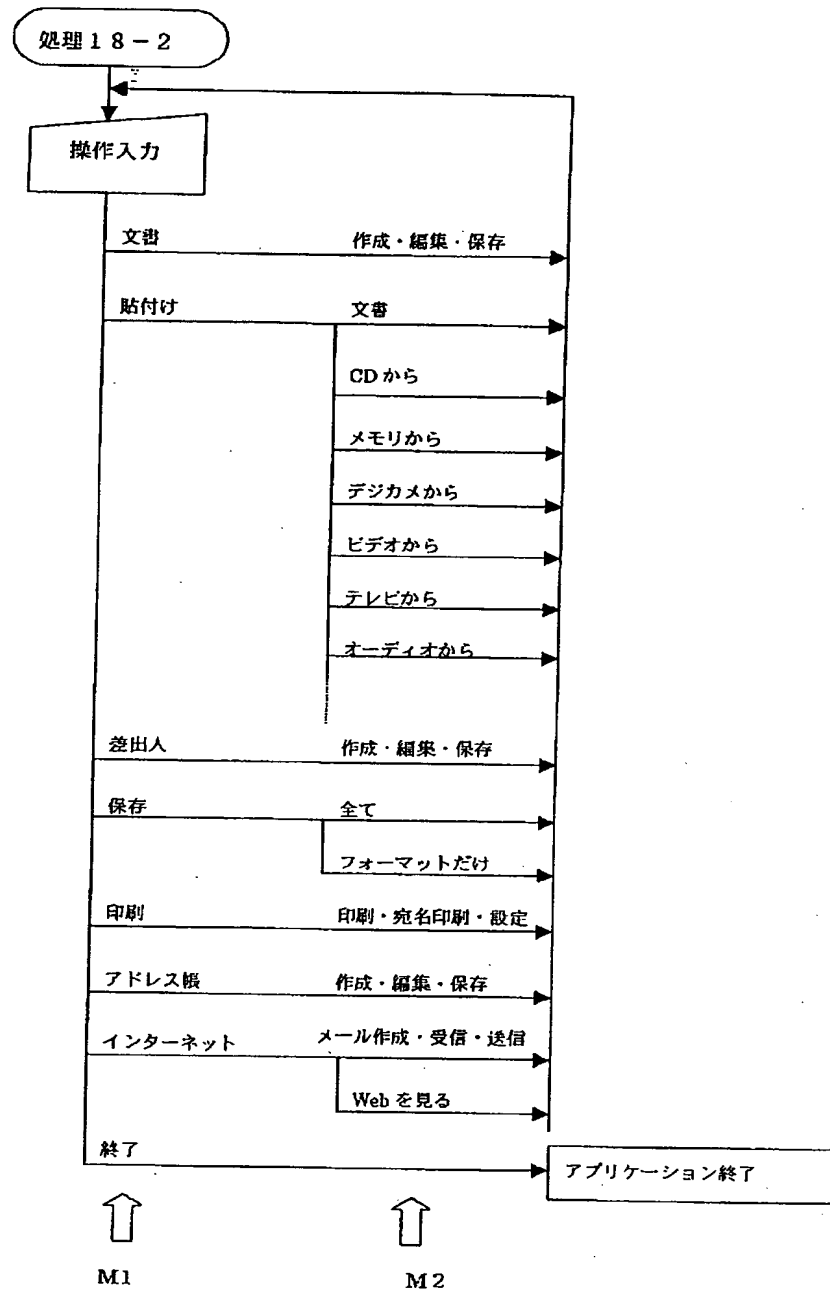 処理18-2
操作入力
文書 作成・編集・保存
貼付け 文書
CDから
メモリから
デジカメから
ビデオから
テレビから
オーディオから
差出人 作成・編集・保存
保存 全て
フォーマットだけ
印刷 印刷・宛名印刷・設定
アドレス帳 作成・編集・保存
インターネット メール作成・受信・送信
Webを見る
終了 アプリケーション終了
M1 M2